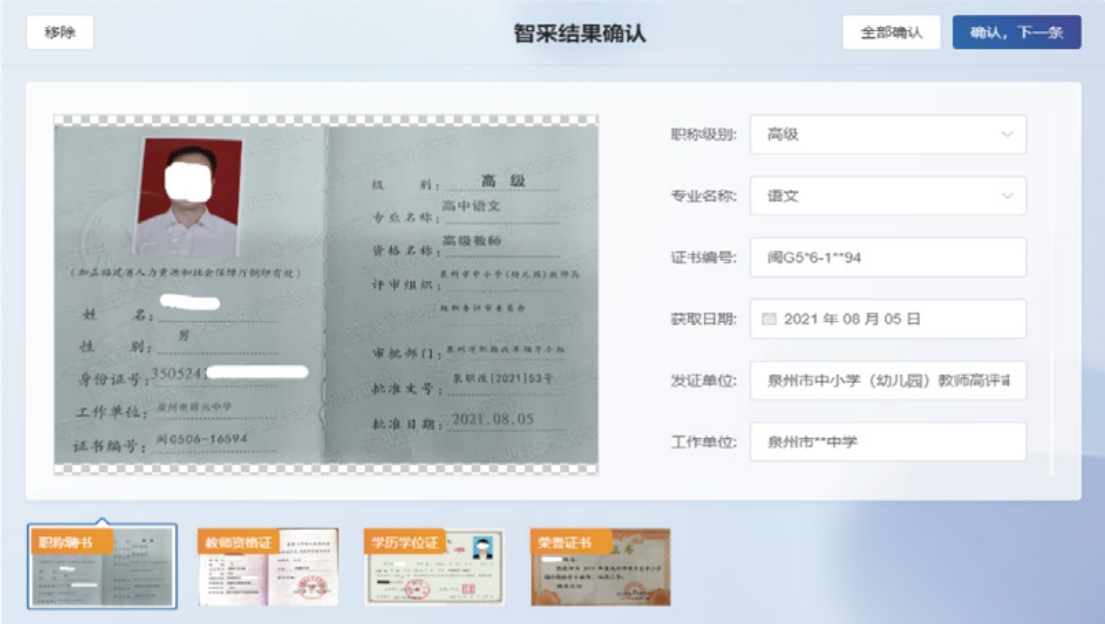 移除
智采结果确认
全部确认
确认，下一条
(加盖福建省人力资源和社会保障厅钢印有效)
姓 名：
性 别：男
身份证号：3505241
工作单位：泉州市 中学
证书编号：闽G506-16594
级 别：高 级
专业名称：高中语文
资格名称：高级教师
评审组织：泉州市中小学(幼儿园)教师高
级职务评审委员会
审批部门：泉州市职称改革领导小组
批准文号：泉职改[2021]53号
批准日期：2021.08.05
职称级别: 高级
专业名称: 语文
证书编号: 闽G5*6-1**94
获取日期: 2021 年 08 月 05 日
发证单位: 泉州市中小学（幼儿园）教师高评审
工作单位: 泉州市**中学
职称聘书
教师资格证
学历学位证
荣誉证书